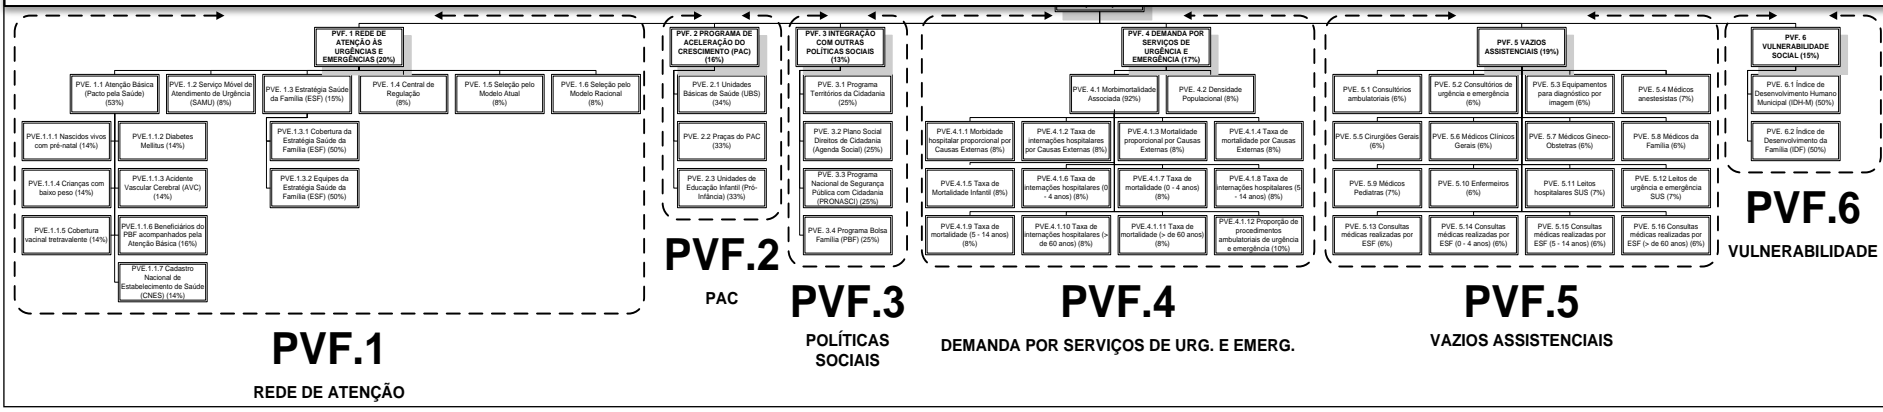 PVF. 1 REDE DE
ATENÇÃO ÀS
URGÊNCIAS E
EMERGÊNCIAS (20%)
PVE. 1.1 Atenção Básica
(Pacto pela Saúde)
(53%)
PVE. 1.2 Serviço Móvel de
Atendimento de Urgência
(SAMU) (8%)
PVE. 1.3 Estratégia Saúde
da Família (ESF) (15%)
PVE. 1.4 Central de
Regulação
(8%)
PVE. 1.5 Seleção pelo
Modelo Atual
(8%)
PVE. 1.6 Seleção pelo
Modelo Racional
(8%)
PVE.1.1.1 Nascidos vivos
com pré-natal (14%)
PVE.1.1.2 Diabetes
Mellitus (14%)
PVE.1.1.4 Crianças com
baixo peso (14%)
PVE.1.1.3 Acidente
Vascular Cerebral (AVC)
(14%)
PVE.1.1.5 Cobertura
vacinal tretravalente (14%)
PVE.1.1.6 Beneficiários do
PBF acompanhados pela
Atenção Básica (16%)
PVE.1.1.7 Cadastro
Nacional de
Estabelecimento de Saúde
(CNES) (14%)
PVE.1.3.1 Cobertura da
Estratégia Saúde da
Família (ESF) (50%)
PVE.1.3.2 Equipes da
Estratégia Saúde da
Família (ESF) (50%)
PVF.1
REDE DE ATENÇÃO
PVF. 2 PROGRAMA DE
ACELERAÇÃO DO
CRESCIMENTO (PAC)
(16%)
PVE. 2.1 Unidades
Básicas de Saúde (UBS)
(34%)
PVE. 2.2 Praças do PAC
(33%)
PVE. 2.3 Unidades de
Educação Infantil (Pró-
Infância) (33%)
PVF.2
PAC
PVF. 3 INTEGRAÇÃO
COM OUTRAS
POLÍTICAS SOCIAIS
(13%)
PVE. 3.1 Programa
Territórios da Cidadania
(25%)
PVE. 3.2 Plano Social
Direitos de Cidadania
(Agenda Social) (25%)
PVE. 3.3 Programa
Nacional de Segurança
Pública com Cidadania
(PRONASCI) (25%)
PVE. 3.4 Programa Bolsa
Família (PBF) (25%)
PVF.3
POLÍTICAS
SOCIAIS
PVF. 4 DEMANDA POR
SERVIÇOS DE
URGÊNCIA E
EMERGÊNCIA (17%)
PVE. 4.1 Morbimortalidade
Associada (92%)
PVE. 4.2 Densidade
Populacional (8%)
PVE.4.1.1 Morbidade
hospitalar proporcional por
Causas Externas (8%)
PVE.4.1.2 Taxa de
internações hospitalares
por Causas Externas (8%)
PVE.4.1.3 Mortalidade
proporcional por Causas
Externas (8%)
PVE.4.1.4 Taxa de
mortalidade por Causas
Externas (8%)
PVE.4.1.5 Taxa de
Mortalidade Infantil (8%)
PVE.4.1.6 Taxa de
internações hospitalares (0
- 4 anos) (8%)
PVE.4.1.7 Taxa de
mortalidade (0 - 4 anos)
(8%)
PVE.4.1.8 Taxa de
internações hospitalares (5
- 14 anos) (8%)
PVE.4.1.9 Taxa de
mortalidade (5 - 14 anos)
(8%)
PVE.4.1.10 Taxa de
internações hospitalares (>
de 60 anos) (8%)
PVE.4.1.11 Taxa de
mortalidade (> de 60 anos)
(8%)
PVE.4.1.12 Proporção de
procedimentos
ambulatoriais de urgência
e emergência (10%)
PVF.4
DEMANDA POR SERVIÇOS DE URG. E EMERG.
PVF. 5 VAZIOS
ASSISTENCIAIS (19%)
PVE. 5.1 Consultórios
ambulatoriais (6%)
PVE. 5.2 Consultórios de
urgência e emergência
(6%)
PVE. 5.3 Equipamentos
para diagnóstico por
imagem (6%)
PVE. 5.4 Médicos
anestesistas (7%)
PVE. 5.5 Cirurgiões Gerais
(6%)
PVE. 5.6 Médicos Clínicos
Gerais (6%)
PVE. 5.7 Médicos Gineco-
Obstetras (6%)
PVE. 5.8 Médicos da
Família (6%)
PVE. 5.9 Médicos
Pediatras (7%)
PVE. 5.10 Enfermeiros
(6%)
PVE. 5.11 Leitos
hospitalares SUS (7%)
PVE. 5.12 Leitos de
urgência e emergência
SUS (7%)
PVE. 5.13 Consultas
médicas realizadas por
ESF (6%)
PVE. 5.14 Consultas
médicas realizadas por
ESF (0 - 4 anos) (6%)
PVE. 5.15 Consultas
médicas realizadas por
ESF (5 -14 anos) (6%)
PVE. 5.16 Consultas
médicas realizadas por
ESF (> de 60 anos) (6%)
PVF.5
VAZIOS ASSISTENCIAIS
PVF. 6
VULNERABILIDADE
SOCIAL (15%)
PVE. 6.1 Índice de
Desenvolvimento Humano
Municipal (IDH-M) (50%)
PVE. 6.2 Índice de
Desenvolvimento da
Família (IDF) (50%)
PVF.6
VULNERABILIDADE